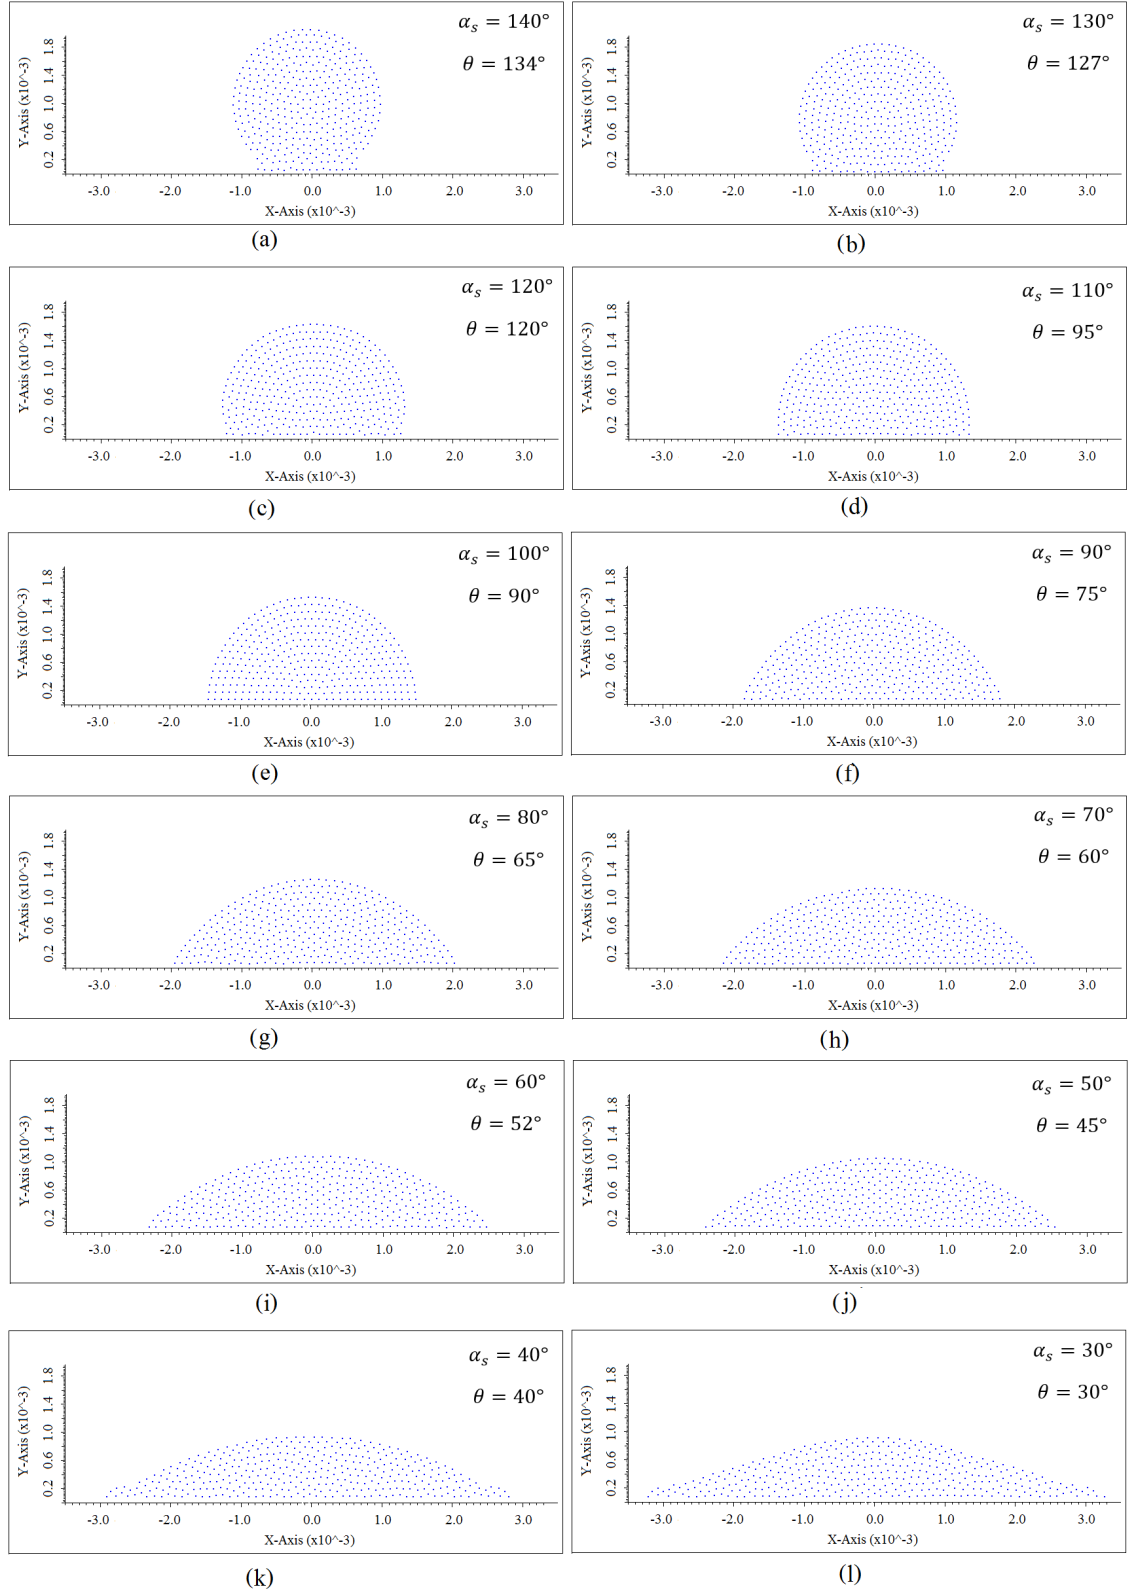 α_s = 140°
θ = 134°
Y-Axis (x10^-3)
1.8
1.4
1.0
0.6
0.2
-3.0 -2.0 -1.0 0.0 1.0 2.0 3.0
X-Axis (x10^-3)
(a)
α_s = 130°
θ = 127°
Y-Axis (x10^-3)
1.8
1.4
1.0
0.6
0.2
-3.0 -2.0 -1.0 0.0 1.0 2.0 3.0
X-Axis (x10^-3)
(b)
α_s = 120°
θ = 120°
Y-Axis (x10^-3)
1.8
1.4
1.0
0.6
0.2
-3.0 -2.0 -1.0 0.0 1.0 2.0 3.0
X-Axis (x10^-3)
(c)
α_s = 110°
θ = 95°
Y-Axis (x10^-3)
1.8
1.4
1.0
0.6
0.2
-3.0 -2.0 -1.0 0.0 1.0 2.0 3.0
X-Axis (x10^-3)
(d)
α_s = 100°
θ = 90°
Y-Axis (x10^-3)
1.8
1.4
1.0
0.6
0.2
-3.0 -2.0 -1.0 0.0 1.0 2.0 3.0
X-Axis (x10^-3)
(e)
α_s = 90°
θ = 75°
Y-Axis (x10^-3)
1.8
1.4
1.0
0.6
0.2
-3.0 -2.0 -1.0 0.0 1.0 2.0 3.0
X-Axis (x10^-3)
(f)
α_s = 80°
θ = 65°
Y-Axis (x10^-3)
1.8
1.4
1.0
0.6
0.2
-3.0 -2.0 -1.0 0.0 1.0 2.0 3.0
X-Axis (x10^-3)
(g)
α_s = 70°
θ = 60°
Y-Axis (x10^-3)
1.8
1.4
1.0
0.6
0.2
-3.0 -2.0 -1.0 0.0 1.0 2.0 3.0
X-Axis (x10^-3)
(h)
α_s = 60°
θ = 52°
Y-Axis (x10^-3)
1.8
1.4
1.0
0.6
0.2
-3.0 -2.0 -1.0 0.0 1.0 2.0 3.0
X-Axis (x10^-3)
(i)
α_s = 50°
θ = 45°
Y-Axis (x10^-3)
1.8
1.4
1.0
0.6
0.2
-3.0 -2.0 -1.0 0.0 1.0 2.0 3.0
X-Axis (x10^-3)
(j)
α_s = 40°
θ = 40°
Y-Axis (x10^-3)
1.8
1.4
1.0
0.6
0.2
-3.0 -2.0 -1.0 0.0 1.0 2.0 3.0
X-Axis (x10^-3)
(k)
α_s = 30°
θ = 30°
Y-Axis (x10^-3)
1.8
1.4
1.0
0.6
0.2
-3.0 -2.0 -1.0 0.0 1.0 2.0 3.0
X-Axis (x10^-3)
(l)